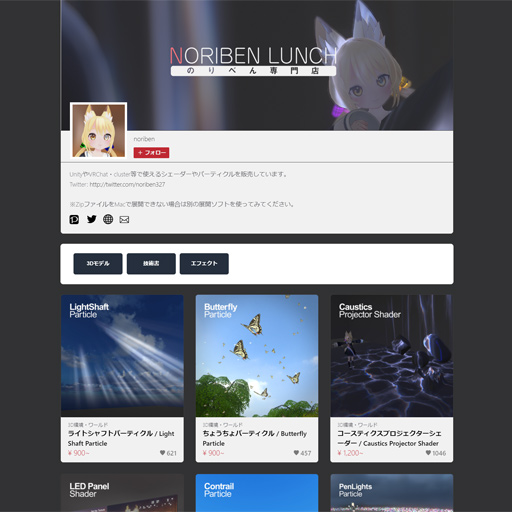 NORIBEN LUNCH
のりべん専門店
noriben
+ フォロー
UnityやVRChat・cluster等で使えるシェーダーやパーティクルを販売しています。
Twitter: http://twitter.com/noriben327
※ZipファイルをMacで展開できない場合は別の展開ソフトを使ってみてください。
3Dモデル
技術書
エフェクト
LightShaft
Particle
Butterfly
Particle
Caustics
Projector Shader
3D環境・ワールド
ライトシャフトパーティクル / Light
Shaft Particle
¥ 900~
621
3D環境・ワールド
ちょうちょパーティクル / Butterfly
Particle
¥ 900~
457
3D環境・ワールド
コースティクスプロジェクターシェ
ーダー / Caustics Projector Shader
¥ 1,200~
1046
LED Panel
Shader
Contrail
Particle
PenLights
Particle